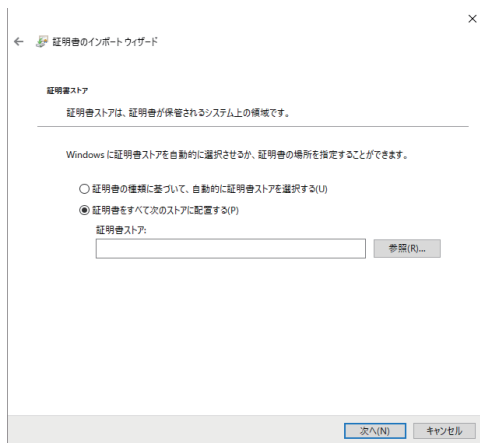 証明書のインポート ウィザード
証明書ストア
証明書ストアは、証明書が保管されるシステム上の領域です。
Windows に証明書ストアを自動的に選択させるか、証明書の場所を指定することができます。
証明書の種類に基づいて、自動的に証明書ストアを選択する(U)
証明書をすべて次のストアに配置する(P)
証明書ストア:
参照(R)...
次へ(N) キャンセル